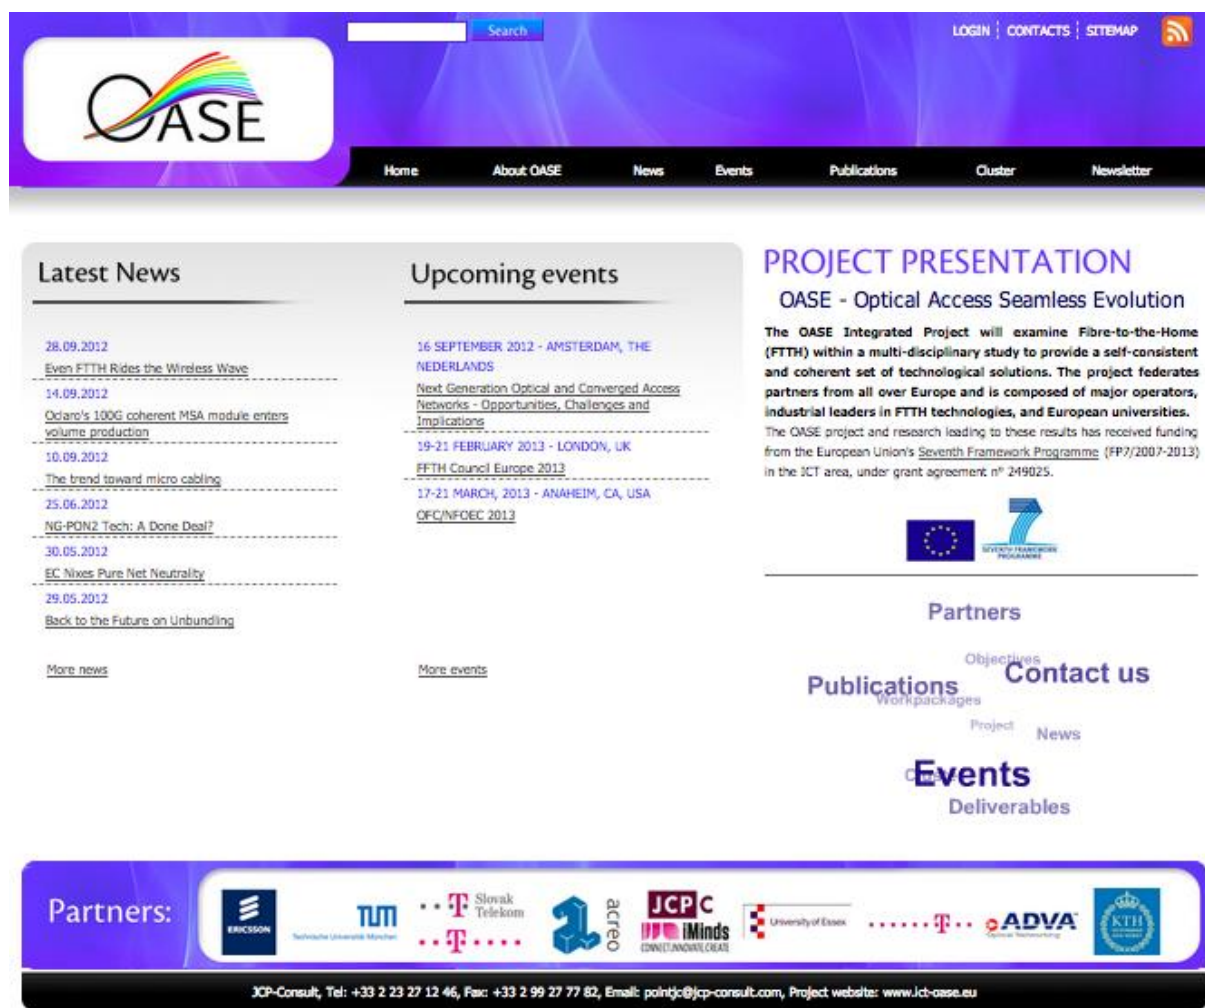 Search
LOGIN
CONTACTS
SITEMAP
OASE
Home
About OASE
News
Events
Publications
Cluster
Newsletter
Latest News
28.09.2012
Even FTTH Rides the Wireless Wave
14.09.2012
Oclaro's 100G coherent MSA module enters
volume production
10.09.2012
The trend toward micro cabling
25.06.2012
NG-PON2 Tech: A Done Deal?
30.05.2012
EC Nixes Pure Net Neutrality
29.05.2012
Back to the Future on Unbundling
More news
Upcoming events
16 SEPTEMBER 2012 - AMSTERDAM, THE
NEDERLANDS
Next Generation Optical and Converged Access
Networks - Opportunities, Challenges and
Implications
19-21 FEBRUARY 2013 - LONDON, UK
FFTH Council Europe 2013
17-21 MARCH, 2013 - ANAHEIM, CA, USA
OFC/NFOEC 2013
More events
PROJECT PRESENTATION
OASE - Optical Access Seamless Evolution
The OASE Integrated Project will examine Fibre-to-the-Home
(FTTH) within a multi-disciplinary study to provide a self-consistent
and coherent set of technological solutions. The project federates
partners from all over Europe and is composed of major operators,
industrial leaders in FTTH technologies, and European universities.
The OASE project and research leading to these results has received funding
from the European Union's Seventh Framework Programme (FP7/2007-2013)
in the ICT area, under grant agreement n° 249025.
SEVENTH FRAMEWORK
PROGRAMME
Partners
Objectives
Contact us
Publications
Workpackages
Project
News
Events
Deliverables
Partners:
ERICSSON
TUM
Technische Universität München
T Slovak
Telekom
T
acreo
JCP C
iMinds
CONNECT.INNOVATE.CREATE
University of Essex
T
ADVA
Optical Networking
KTH
JCP-Consult, Tel: +33 2 23 27 12 46, Fax: +33 2 99 27 77 82, Email: pointjc@jcp-consult.com, Project website: www.ict-oase.eu